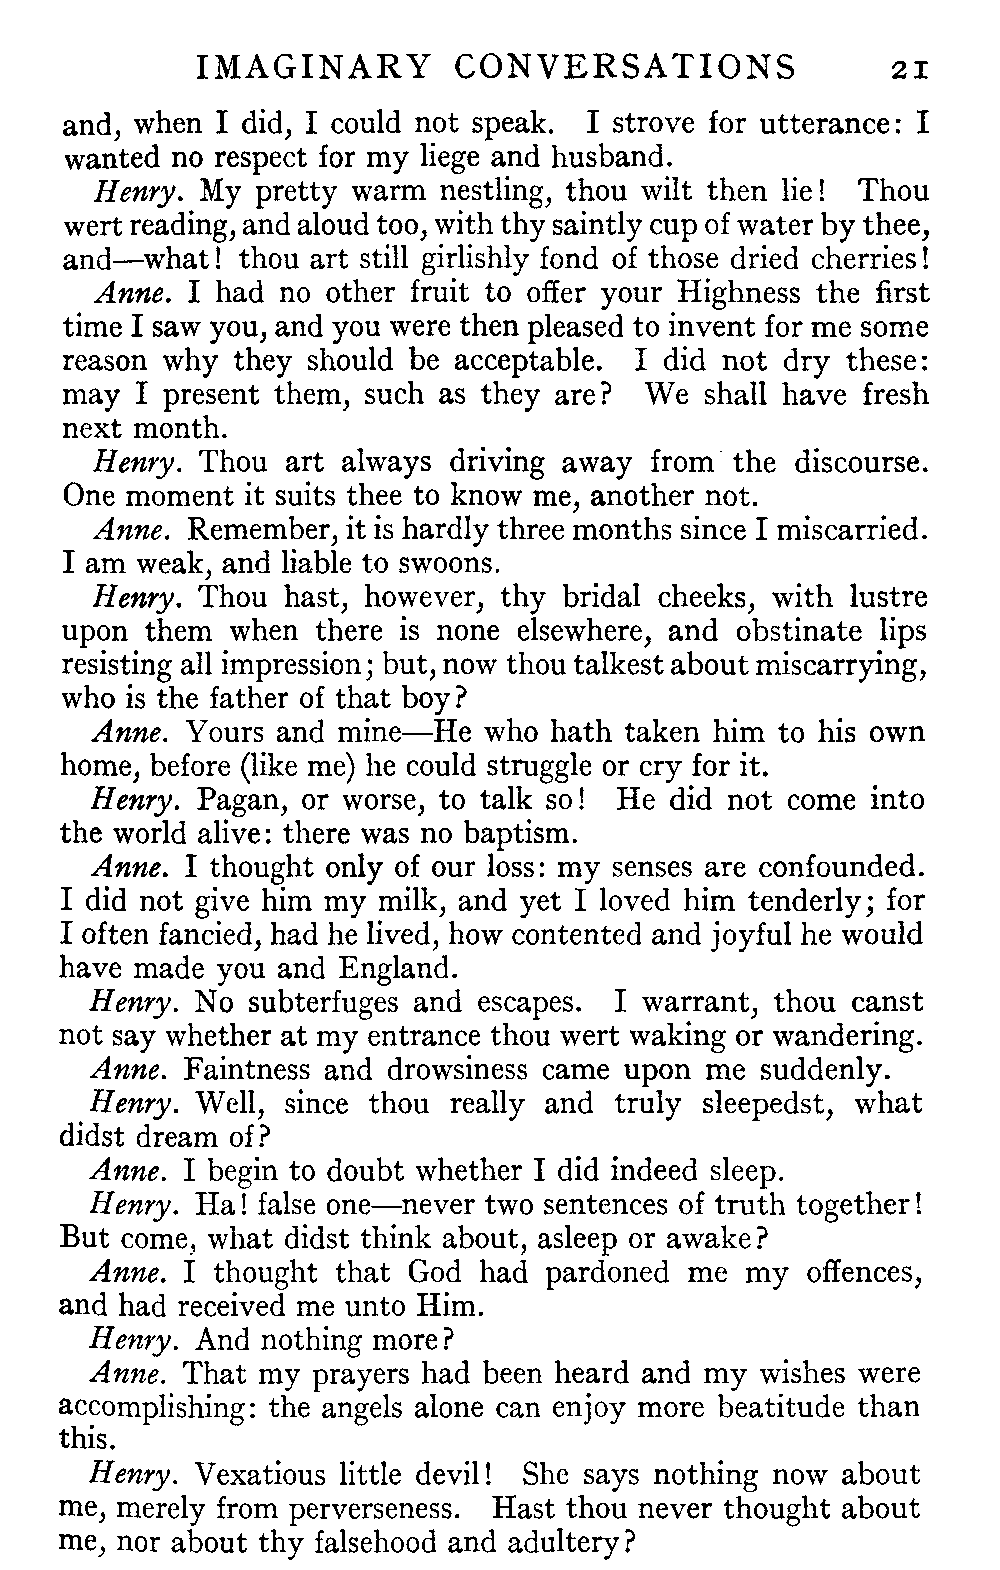 IMAGINARY CONVERSATIONS 21
and, when I did, I could not speak. I strove for utterance: I
wanted no respect for my liege and husband.
Henry. My pretty warm nestling, thou wilt then lie! Thou
wert reading, and aloud too, with thy saintly cup of water by thee,
and—what! thou art still girlishly fond of those dried cherries!
Anne. I had no other fruit to offer your Highness the first
time I saw you, and you were then pleased to invent for me some
reason why they should be acceptable. I did not dry these:
may I present them, such as they are? We shall have fresh
next month.
Henry. Thou art always driving away from the discourse.
One moment it suits thee to know me, another not.
Anne. Remember, it is hardly three months since I miscarried.
I am weak, and liable to swoons.
Henry. Thou hast, however, thy bridal cheeks, with lustre
upon them when there is none elsewhere, and obstinate lips
resisting all impression; but, now thou talkest about miscarrying,
who is the father of that boy?
Anne. Yours and mine—He who hath taken him to his own
home, before (like me) he could struggle or cry for it.
Henry. Pagan, or worse, to talk so! He did not come into
the world alive: there was no baptism.
Anne. I thought only of our loss: my senses are confounded.
I did not give him my milk, and yet I loved him tenderly; for
I often fancied, had he lived, how contented and joyful he would
have made you and England.
Henry. No subterfuges and escapes. I warrant, thou canst
not say whether at my entrance thou wert waking or wandering.
Anne. Faintness and drowsiness came upon me suddenly.
Henry. Well, since thou really and truly sleepedst, what
didst dream of?
Anne. I begin to doubt whether I did indeed sleep.
Henry. Ha! false one—never two sentences of truth together!
But come, what didst think about, asleep or awake?
Anne. I thought that God had pardoned me my offences,
and had received me unto Him.
Henry. And nothing more?
Anne. That my prayers had been heard and my wishes were
accomplishing: the angels alone can enjoy more beatitude than
this.
Henry. Vexatious little devil! She says nothing now about
me, merely from perverseness. Hast thou never thought about
me, nor about thy falsehood and adultery?